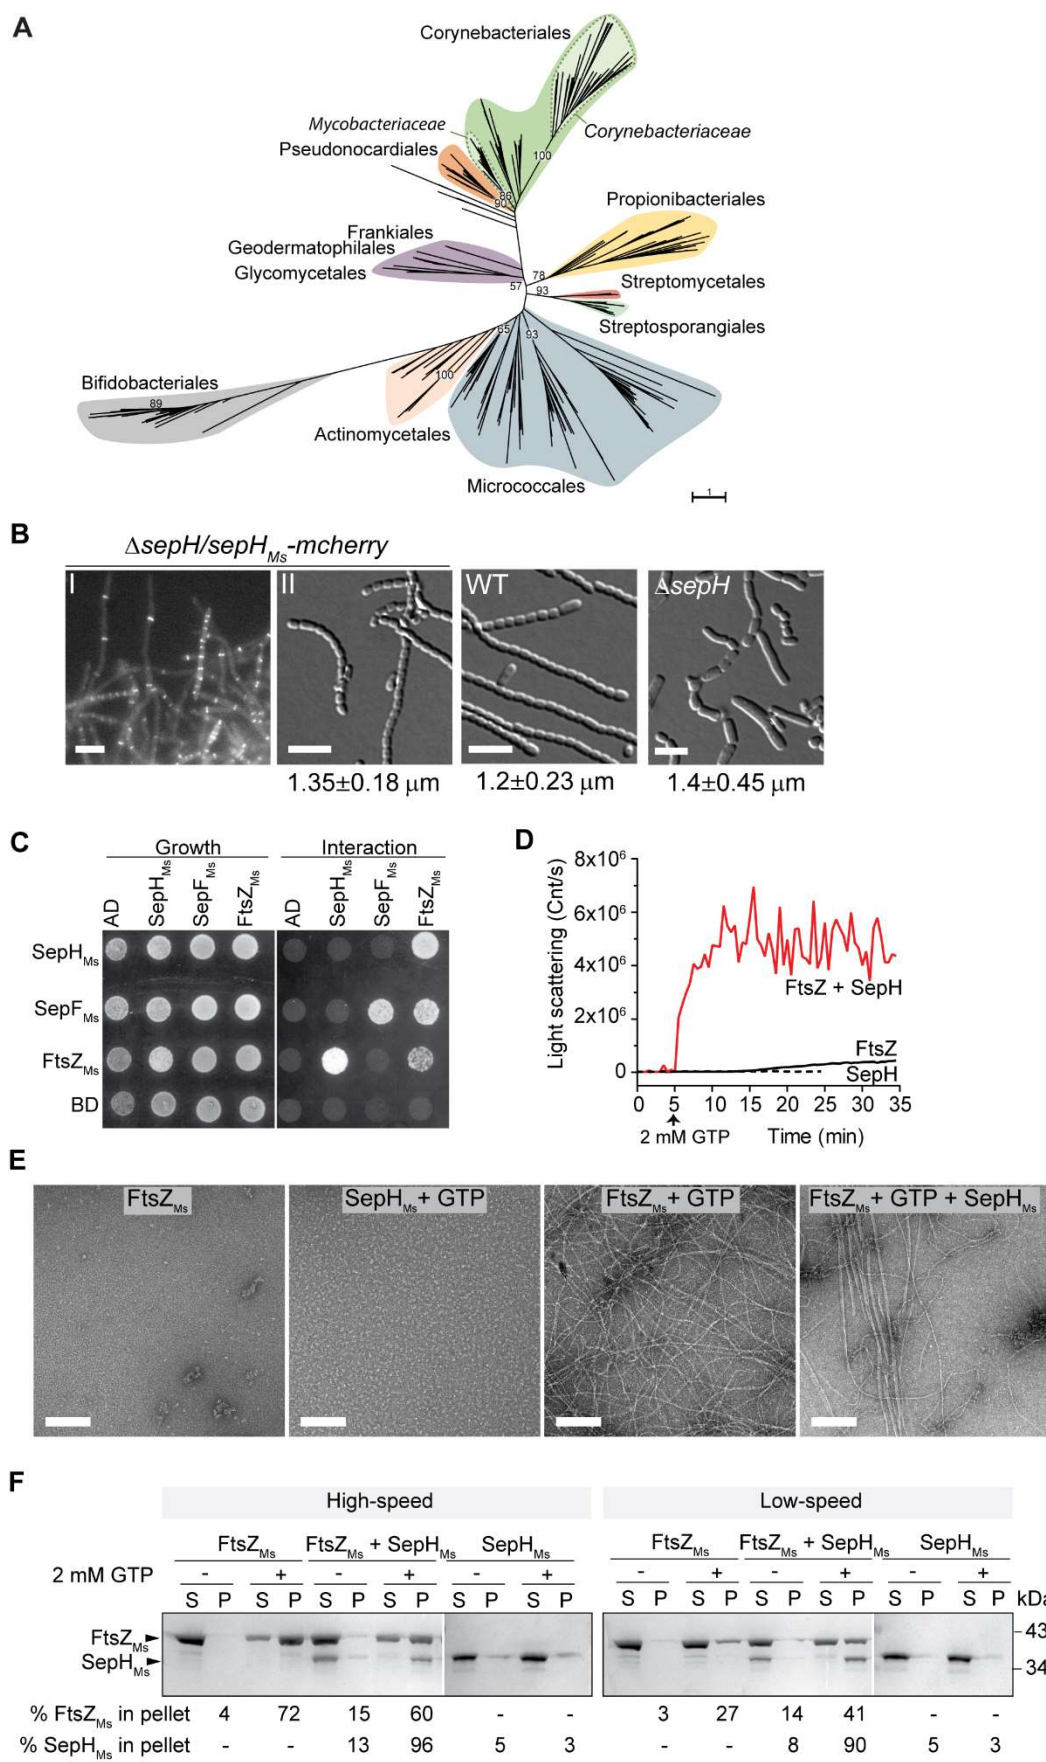 A
Corynebacteriales
Mycobacteriaceae
Corynebacteriaceae
Pseudonocardiales
100
86
90
Propionibacteriales
Frankiales
Geodermatophilales
Glycomycetales
78
Streptomycetales
57
93
Streptosporangiales
65
93
Bifidobacteriales
100
89
Actinomycetales
Micrococcales
1
B
ΔsepH/sepHMs-mcherry
I
II
WT
ΔsepH
1.35±0.18 μm
1.2±0.23 μm
1.4±0.45 μm
C
Growth
Interaction
AD
SepHMs
SepFMs
FtsZMs
AD
SepHMs
SepFMs
FtsZMs
SepHMs
SepFMs
FtsZMs
BD
D
Light scattering (Cnt/s)
8x10⁶
6x10⁶
4x10⁶
2x10⁶
0
FtsZ + SepH
FtsZ
SepH
0 5 10 15 20 25 30 35
2 mM GTP
Time (min)
E
FtsZMs
SepHMs + GTP
FtsZMs + GTP
FtsZMs + GTP + SepHMs
F
High-speed
Low-speed
FtsZMs FtsZMs + SepHMs SepHMs
FtsZMs FtsZMs + SepHMs SepHMs
2 mM GTP - + - + - + - + - + - +
S P S P S P S P S P S P S P S P S P S P S P S P kDa
FtsZMs
SepHMs
43
34
% FtsZMs in pellet 4 72 15 60 - - 3 27 14 41 - -
% SepHMs in pellet - - 13 96 5 3 - - 8 90 5 3